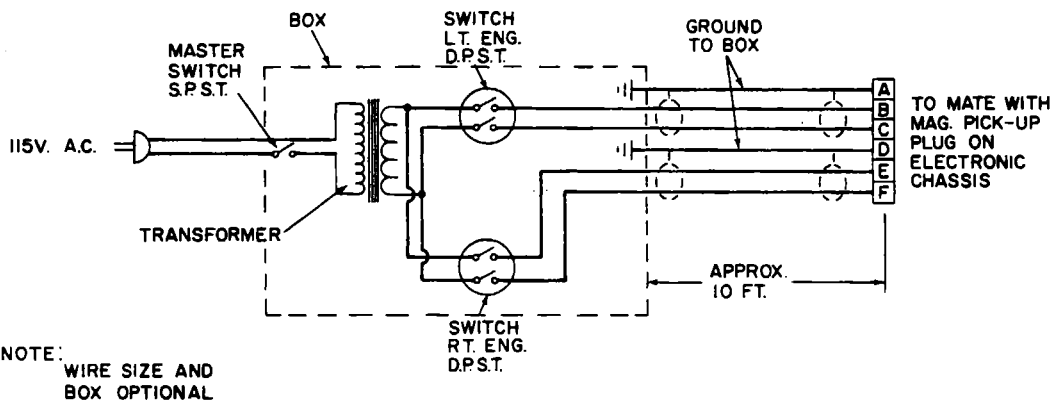 BOX
SWITCH
LT. ENG.
D.P.S.T.
GROUND
TO BOX
MASTER
SWITCH
S.P.S.T.
A
B
C
D
E
F
TO MATE WITH
MAG. PICK-UP
PLUG ON
ELECTRONIC
CHASSIS
115V. A.C.
TRANSFORMER
APPROX.
10 FT.
SWITCH
RT. ENG.
D.P.S.T.
NOTE:
WIRE SIZE AND
BOX OPTIONAL